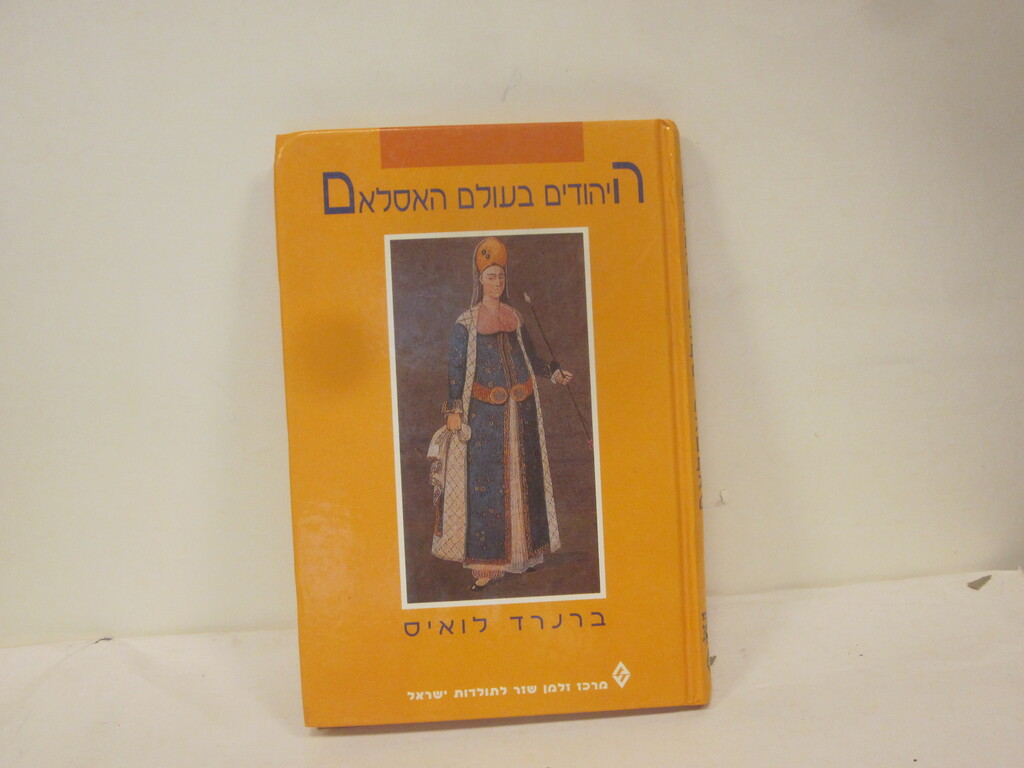 היהודים בעולם האסלאם
ברנרד לואיס
מרכז זלמן שזר לתולדות ישראל